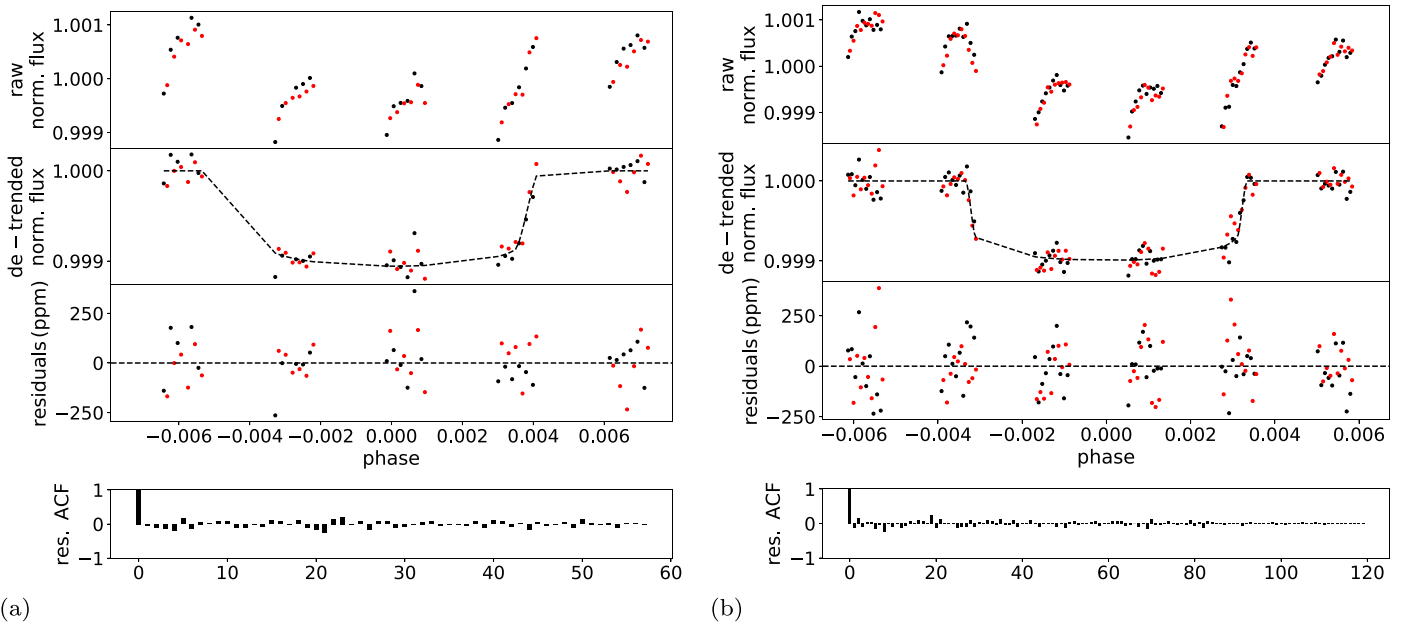 raw
norm. flux
1.001
1.000
0.999
de − trended
norm. flux
1.000
0.999
residuals (ppm)
250
0
−250
−0.006 −0.004 −0.002 0.000 0.002 0.004 0.006
phase
res. ACF
1
0
−1
0 10 20 30 40 50 60
(a)
raw
norm. flux
1.001
1.000
0.999
de − trended
norm. flux
1.000
0.999
residuals (ppm)
250
0
−250
−0.006 −0.004 −0.002 0.000 0.002 0.004 0.006
phase
res. ACF
1
0
−1
0 20 40 60 80 100 120
(b)